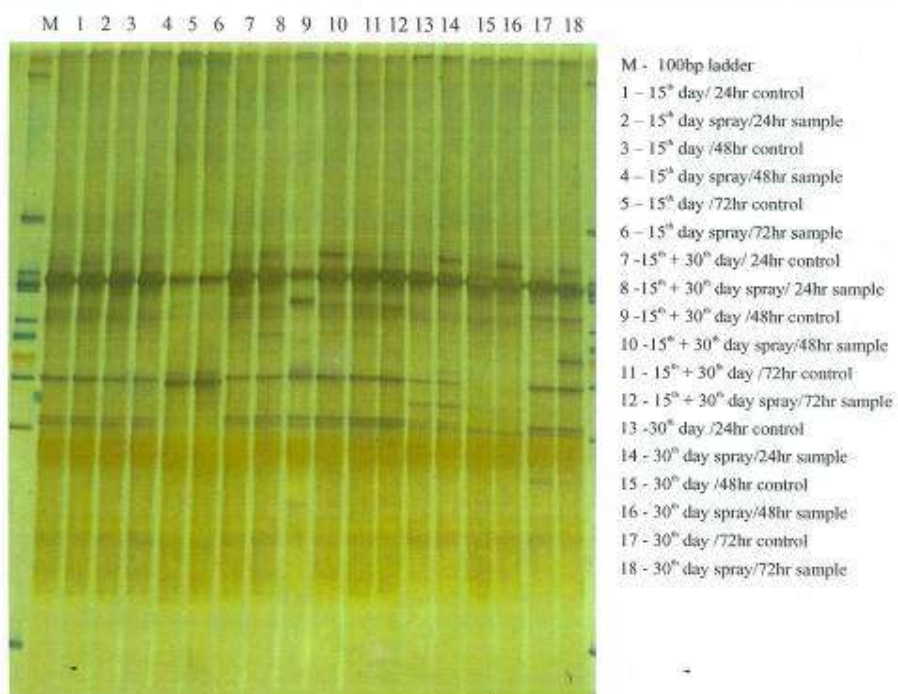 M 1 2 3 4 5 6 7 8 9 10 11 12 13 14 15 16 17 18
M - 100bp ladder
1 – 15th day/ 24hr control
2 – 15th day spray/24hr sample
3 – 15th day /48hr control
4 – 15th day spray/48hr sample
5 – 15th day /72hr control
6 – 15th day spray/72hr sample
7 -15th + 30th day/ 24hr control
8 -15th + 30th day spray/ 24hr sample
9 -15th + 30th day /48hr control
10 -15th + 30th day spray/48hr sample
11 - 15th + 30th day /72hr control
12 - 15th + 30th day spray/72hr sample
13 -30th day /24hr control
14 - 30th day spray/24hr sample
15 - 30th day /48hr control
16 - 30th day spray/48hr sample
17 - 30th day /72hr control
18 - 30th day spray/72hr sample